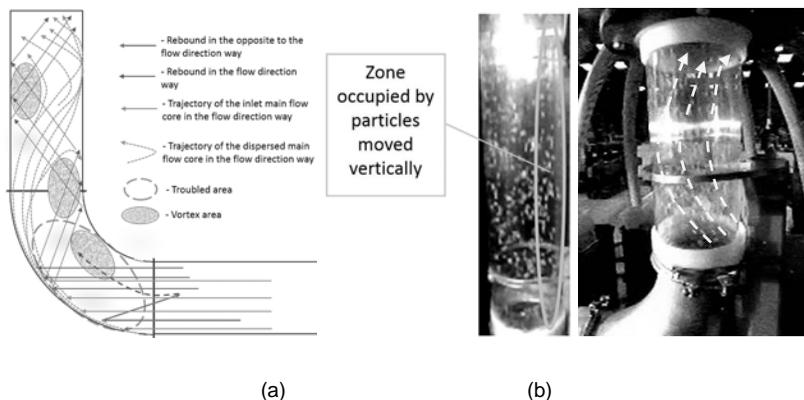 - Rebound in the opposite to the
flow direction way
- Rebound in the flow direction
way
- Trajectory of the inlet main flow
core in the flow direction way
- Trajectory of the dispersed main
flow core in the flow direction way
- Troubled area
- Vortex area
Zone
occupied by
particles
moved
vertically
(a)
(b)